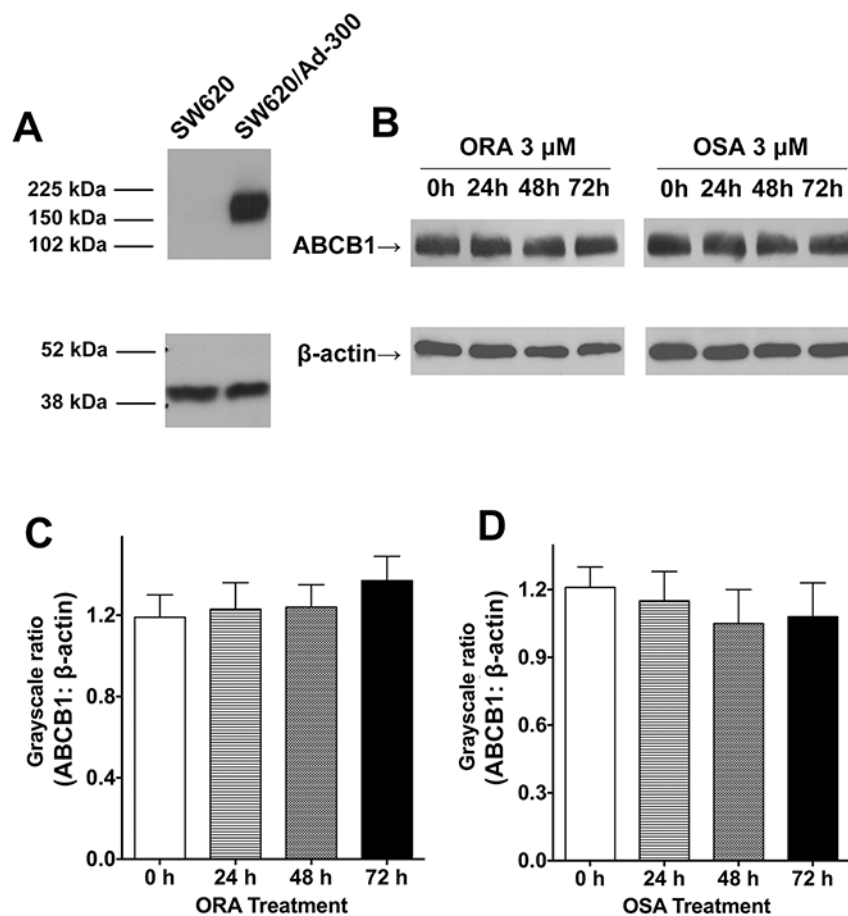 A
SW620
SW620/Ad-300
225 kDa
150 kDa
102 kDa
52 kDa
38 kDa
B
ORA 3 μM
0h 24h 48h 72h
OSA 3 μM
0h 24h 48h 72h
ABCB1→
β-actin→
C
Grayscale ratio
(ABCB1: β-actin)
1.2
0.8
0.4
0.0
0 h 24 h 48 h 72 h
ORA Treatment
D
Grayscale ratio
(ABCB1: β-actin)
1.2
0.9
0.6
0.3
0.0
0 h 24 h 48 h 72 h
OSA Treatment